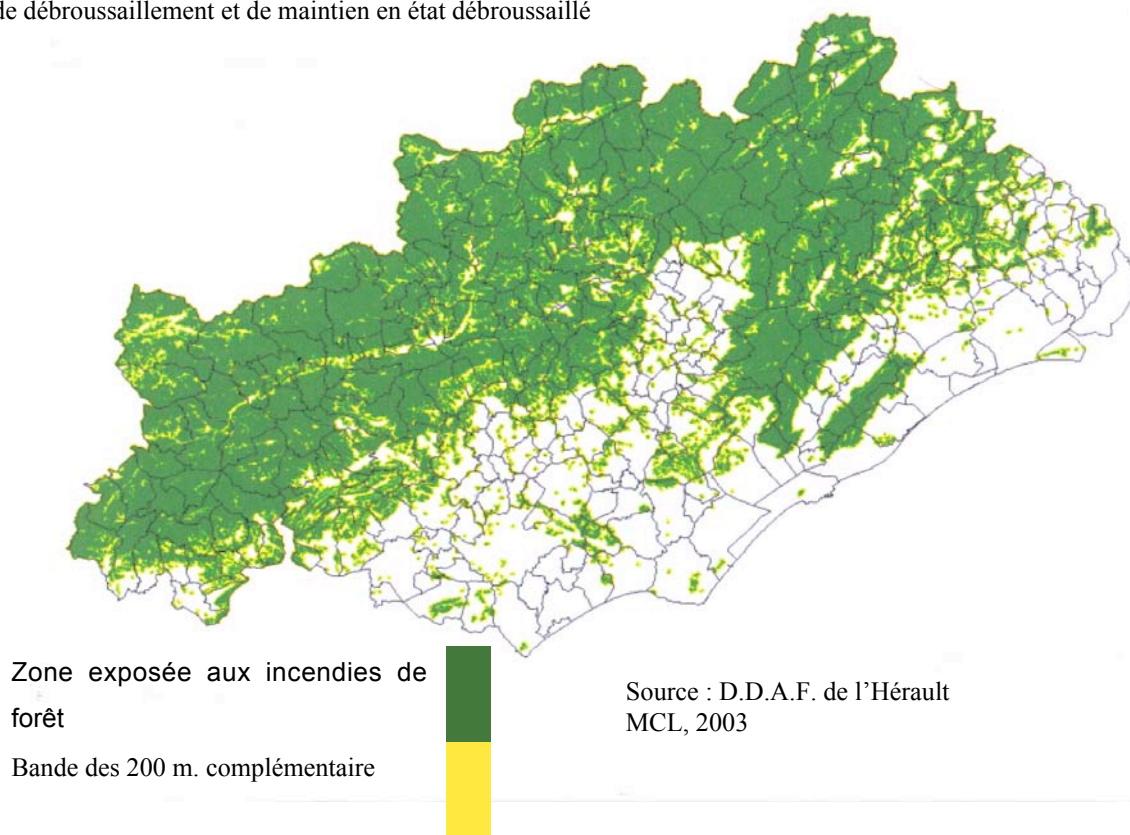 de débroussaillement et de maintien en état débroussaillé
Zone exposée aux incendies de
forêt
Bande des 200 m. complémentaire
Source : D.D.A.F. de l'Hérault
MCL, 2003